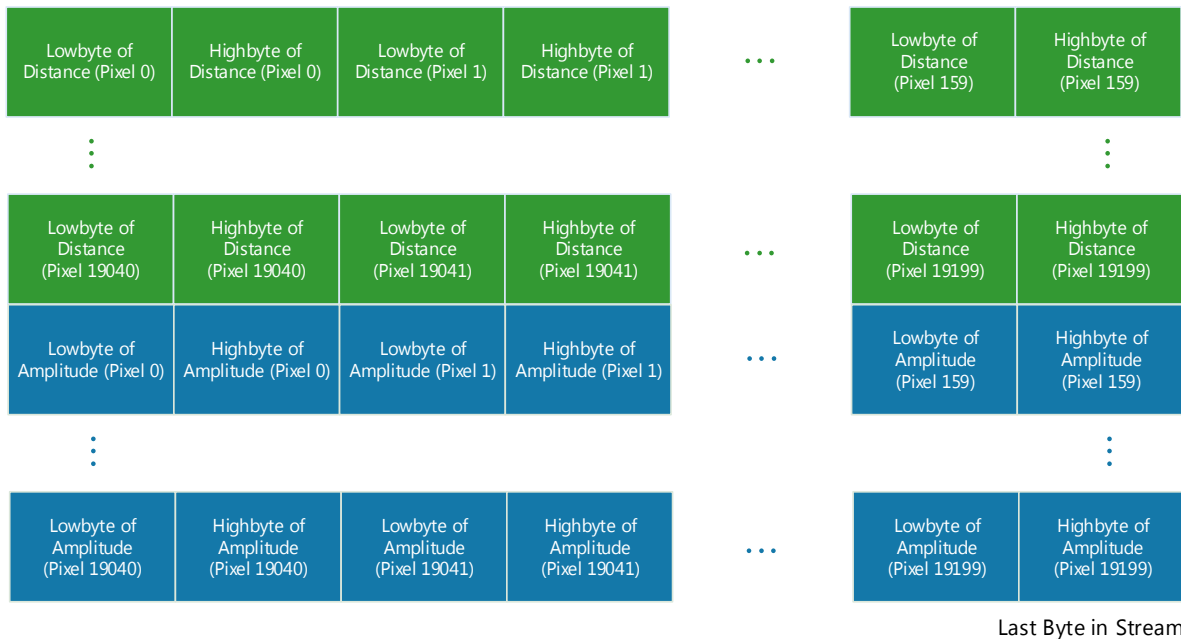 Lowbyte of
Distance (Pixel 0)
Highbyte of
Distance (Pixel 0)
Lowbyte of
Distance (Pixel 1)
Highbyte of
Distance (Pixel 1)
...
Lowbyte of
Distance
(Pixel 159)
Highbyte of
Distance
(Pixel 159)
Lowbyte of
Distance
(Pixel 19040)
Highbyte of
Distance
(Pixel 19040)
Lowbyte of
Distance
(Pixel 19041)
Highbyte of
Distance
(Pixel 19041)
...
Lowbyte of
Distance
(Pixel 19199)
Highbyte of
Distance
(Pixel 19199)
Lowbyte of
Amplitude (Pixel 0)
Highbyte of
Amplitude (Pixel 0)
Lowbyte of
Amplitude (Pixel 1)
Highbyte of
Amplitude (Pixel 1)
...
Lowbyte of
Amplitude
(Pixel 159)
Highbyte of
Amplitude
(Pixel 159)
Lowbyte of
Amplitude
(Pixel 19040)
Highbyte of
Amplitude
(Pixel 19040)
Lowbyte of
Amplitude
(Pixel 19041)
Highbyte of
Amplitude
(Pixel 19041)
...
Lowbyte of
Amplitude
(Pixel 19199)
Highbyte of
Amplitude
(Pixel 19199)
Last Byte in Stream